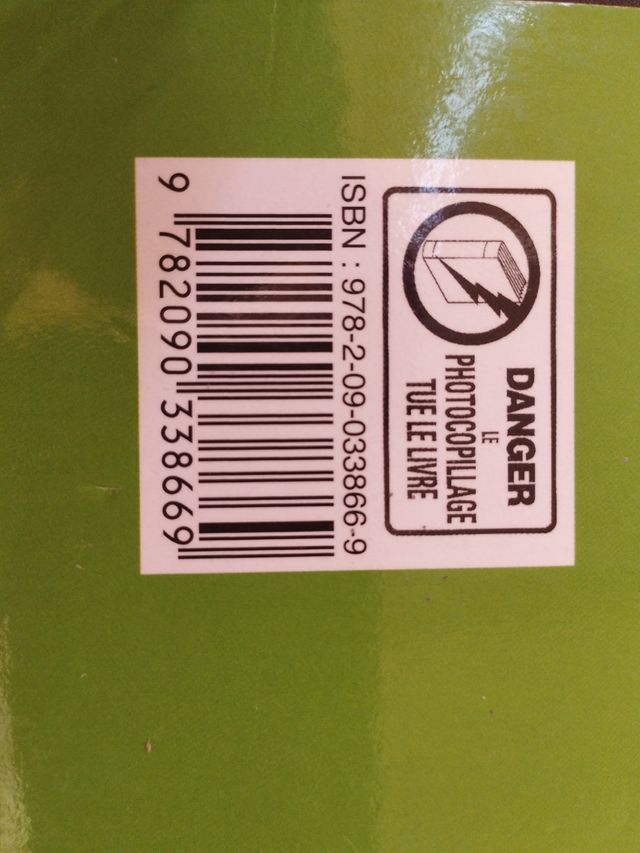 DANGER
LE
PHOTOCOPILLAGE
TUE LE LIVRE
ISBN : 978-2-09-033866-9
9 782090 338669